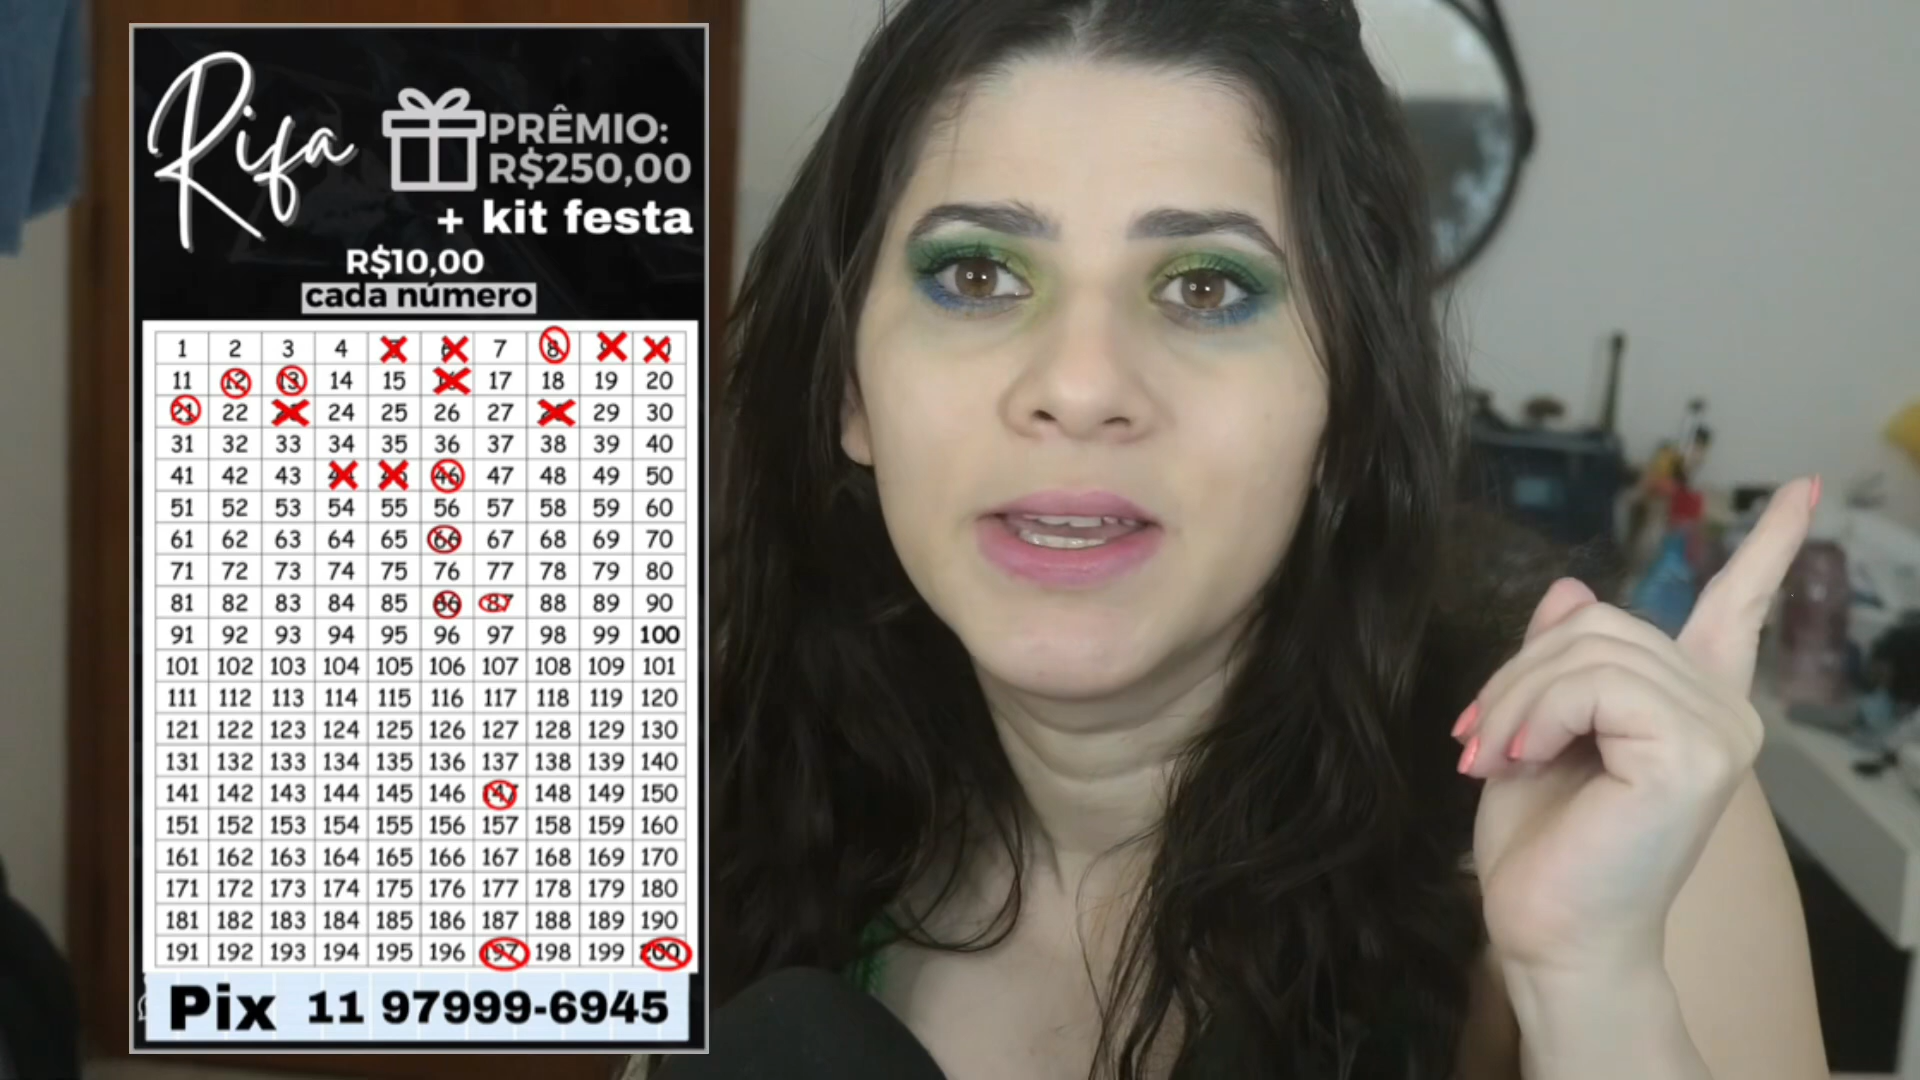 Rifa
PRÊMIO:
R$250,00
+ kit festa
R$10,00
cada número
1 2 3 4 7 8
11 12 13 14 15 17 18 19 20
21 22 24 25 26 27 29 30
31 32 33 34 35 36 37 38 39 40
41 42 43 46 47 48 49 50
51 52 53 54 55 56 57 58 59 60
61 62 63 64 65 66 67 68 69 70
71 72 73 74 75 76 77 78 79 80
81 82 83 84 85 86 87 88 89 90
91 92 93 94 95 96 97 98 99 100
101 102 103 104 105 106 107 108 109 101
111 112 113 114 115 116 117 118 119 120
121 122 123 124 125 126 127 128 129 130
131 132 133 134 135 136 137 138 139 140
141 142 143 144 145 146 147 148 149 150
151 152 153 154 155 156 157 158 159 160
161 162 163 164 165 166 167 168 169 170
171 172 173 174 175 176 177 178 179 180
181 182 183 184 185 186 187 188 189 190
191 192 193 194 195 196 197 198 199 200
Pix 11 97999-6945